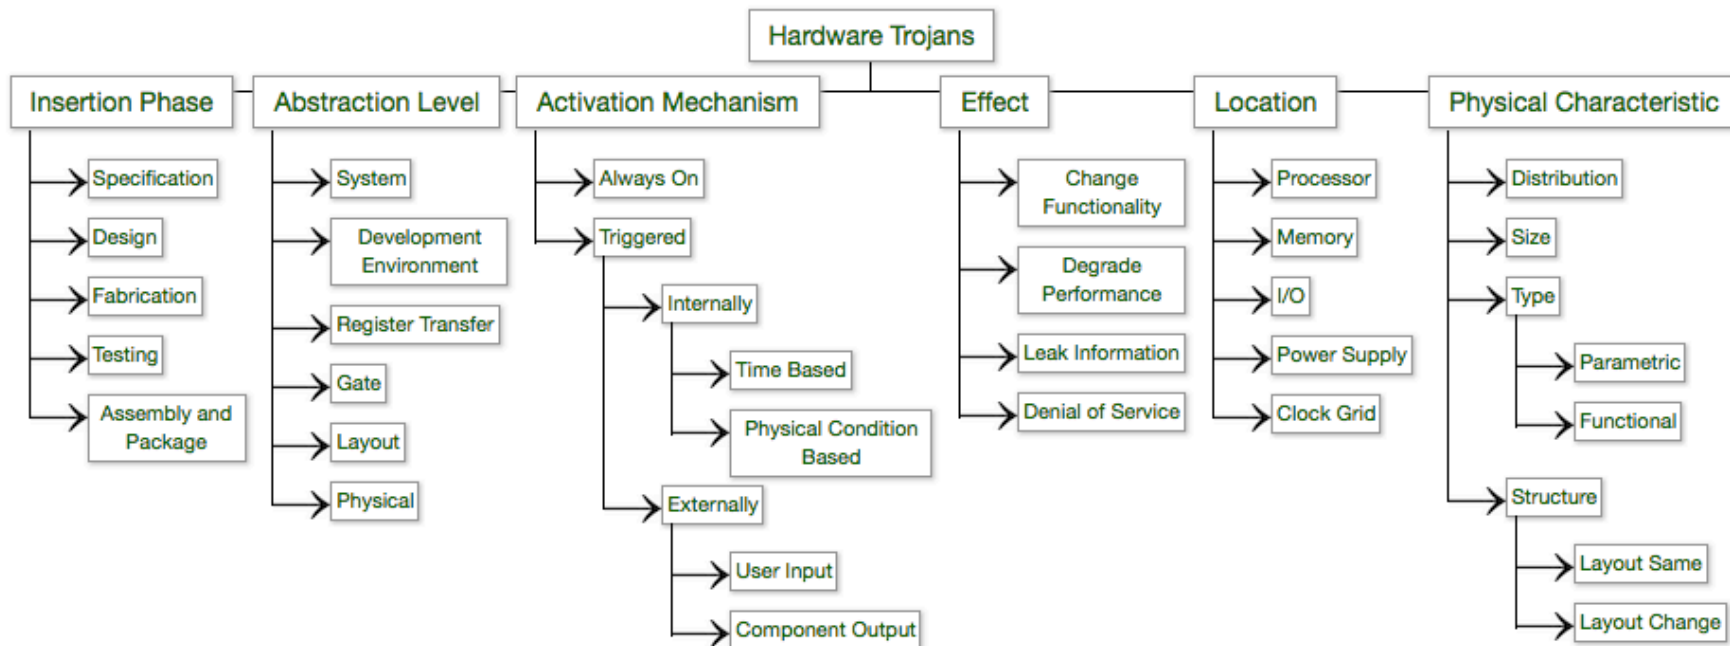 Hardware Trojans
Insertion Phase
Abstraction Level
Activation Mechanism
Effect
Location
Physical Characteristic
Specification
Design
Fabrication
Testing
Assembly and
Package
System
Development
Environment
Register Transfer
Gate
Layout
Physical
Always On
Triggered
Internally
Time Based
Physical Condition
Based
Externally
User Input
Component Output
Change
Functionality
Degrade
Performance
Leak Information
Denial of Service
Processor
Memory
I/O
Power Supply
Clock Grid
Distribution
Size
Type
Parametric
Functional
Structure
Layout Same
Layout Change